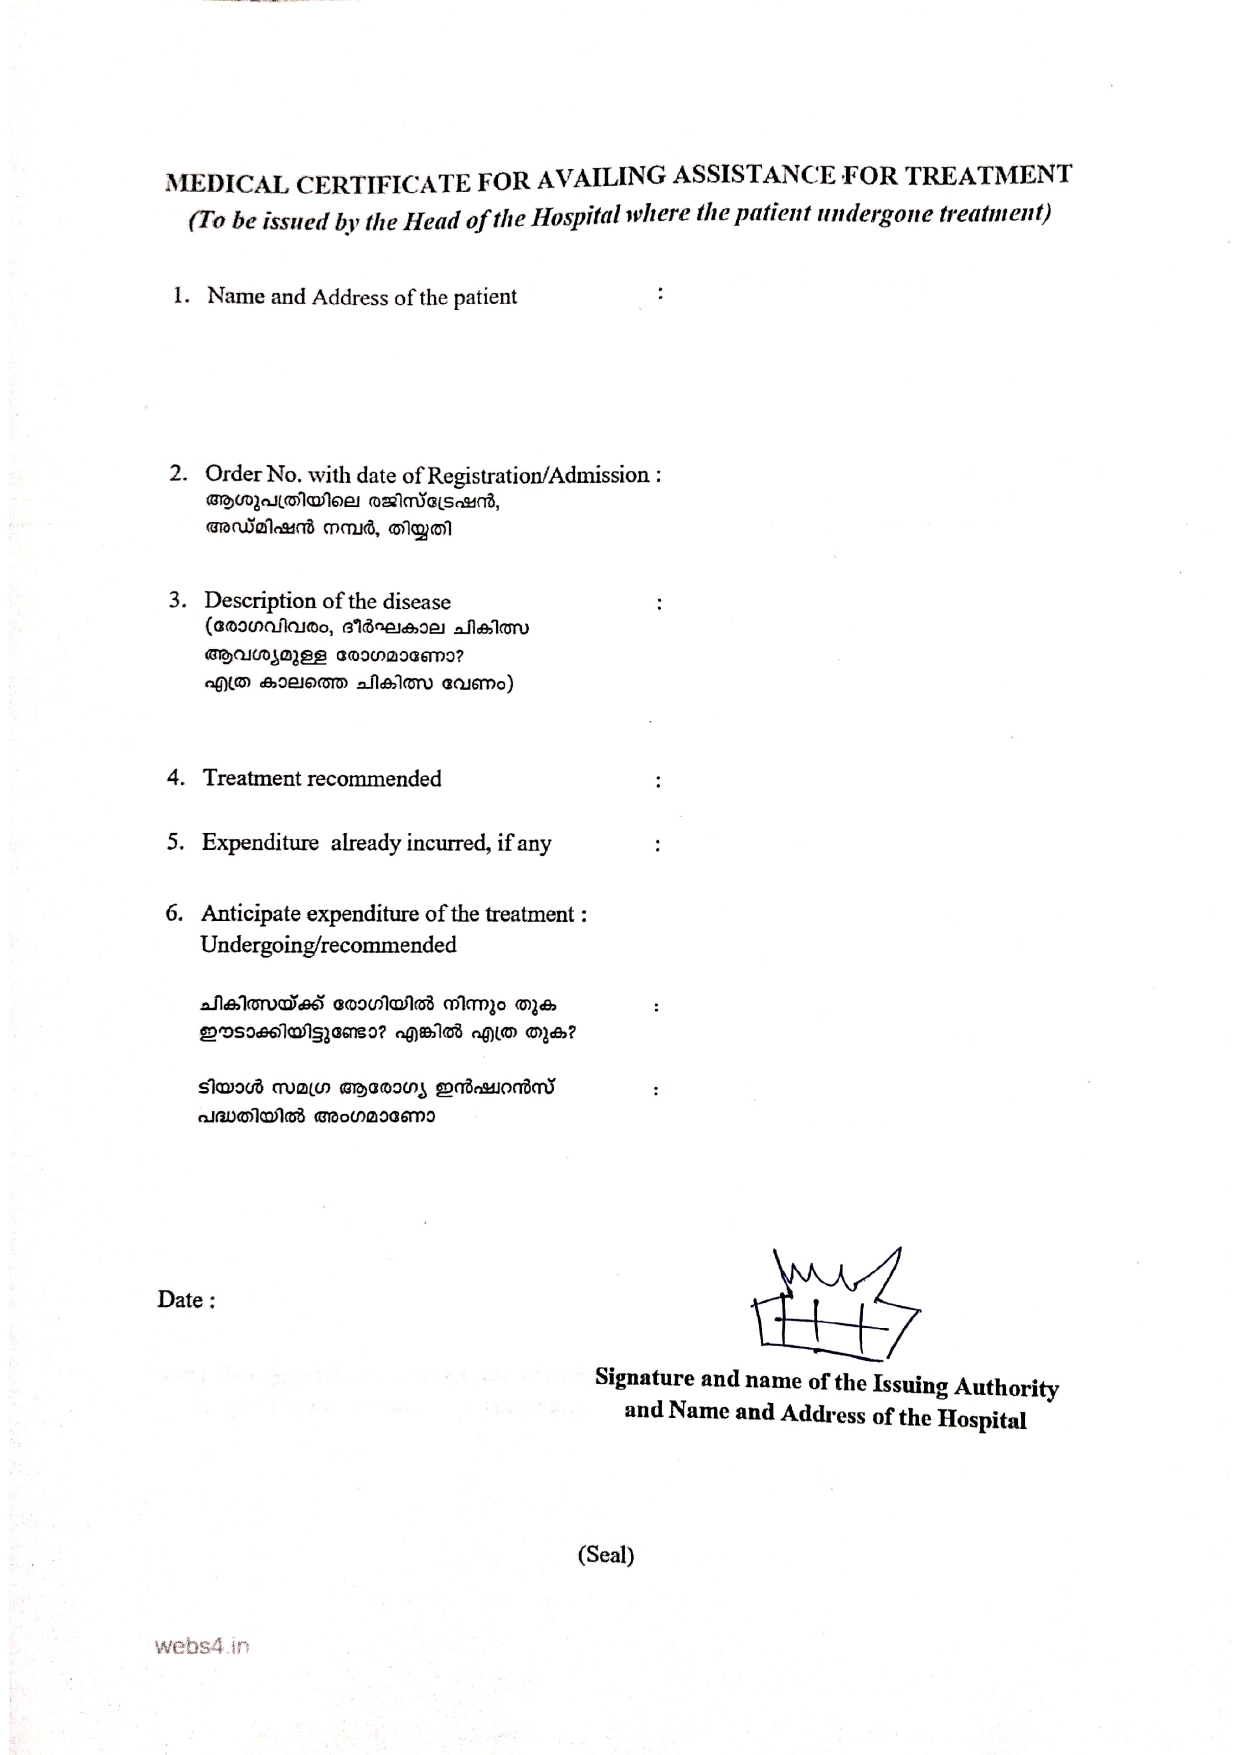 MEDICAL CERTIFICATE FOR AVAILING ASSISTANCE FOR TREATMENT
(To be issued by the Head of the Hospital where the patient undergone treatment)
1. Name and Address of the patient :
2. Order No. with date of Registration/Admission :
ആശുപത്രിയിലെ രജിസ്ട്രേഷൻ,
അഡ്മിഷൻ നമ്പർ, തിയ്യതി
3. Description of the disease :
(രോഗവിവരം, ദീർഘകാല ചികിത്സ
ആവശ്യമുള്ള രോഗമാണോ?
എത്ര കാലത്തെ ചികിത്സ വേണം)
4. Treatment recommended :
5. Expenditure already incurred, if any :
6. Anticipate expenditure of the treatment :
Undergoing/recommended
ചികിത്സയ്ക്ക് രോഗിയിൽ നിന്നും തുക :
ഈടാക്കിയിട്ടുണ്ടോ? എങ്കിൽ എത്ര തുക?
ടിയാൾ സമഗ്ര ആരോഗ്യ ഇൻഷ്വറൻസ് :
പദ്ധതിയിൽ അംഗമാണോ
Date :
Signature and name of the Issuing Authority
and Name and Address of the Hospital
(Seal)
webs4.in